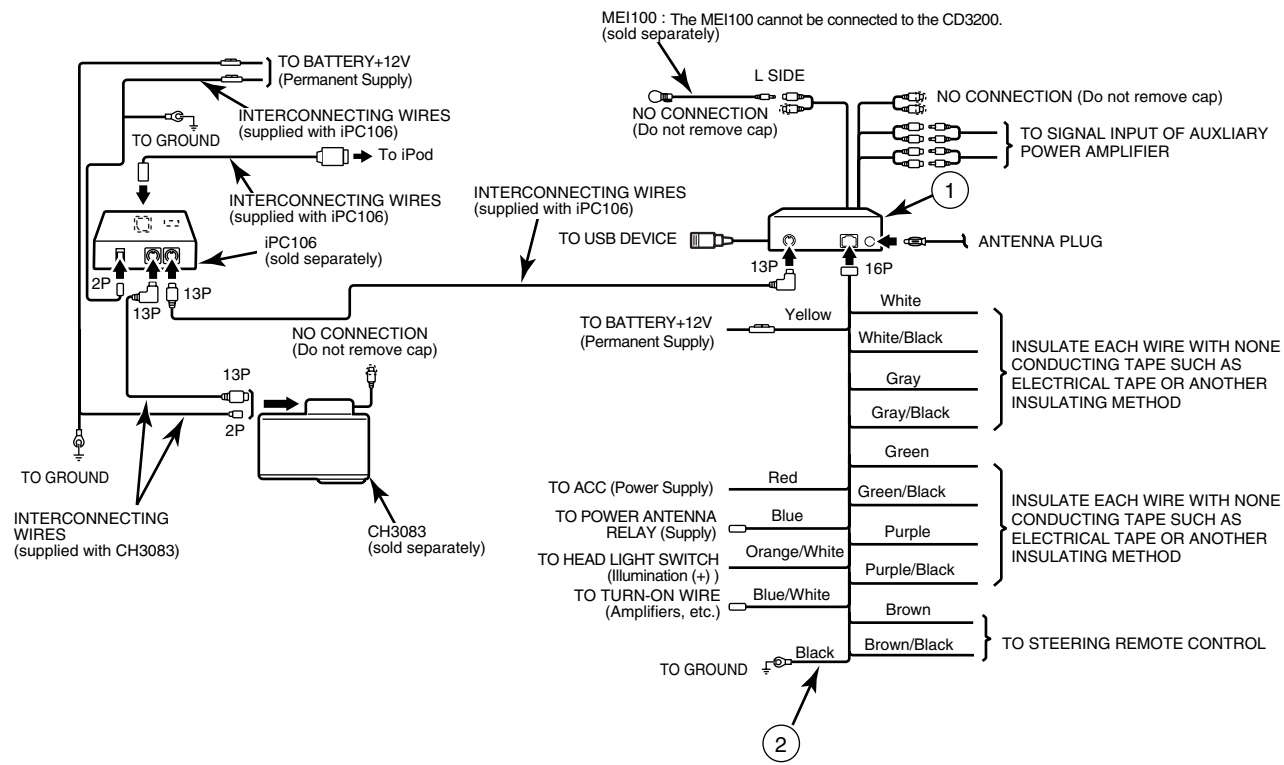 MEI100 : The MEI100 cannot be connected to the CD3200.
(sold separately)
TO BATTERY+12V
(Permanent Supply)
INTERCONNECTING WIRES
(supplied with iPC106)
TO GROUND
To iPod
INTERCONNECTING WIRES
(supplied with iPC106)
iPC106
(sold separately)
2P
13P
13P
NO CONNECTION
(Do not remove cap)
13P
2P
TO GROUND
INTERCONNECTING
WIRES
(supplied with CH3083)
CH3083
(sold separately)
INTERCONNECTING WIRES
(supplied with iPC106)
L SIDE
NO CONNECTION
(Do not remove cap)
NO CONNECTION (Do not remove cap)
TO SIGNAL INPUT OF AUXLIARY
POWER AMPLIFIER
1
TO USB DEVICE
ANTENNA PLUG
13P
16P
TO BATTERY+12V
(Permanent Supply)
Yellow
White
White/Black
Gray
Gray/Black
INSULATE EACH WIRE WITH NONE
CONDUCTING TAPE SUCH AS
ELECTRICAL TAPE OR ANOTHER
INSULATING METHOD
Green
Green/Black
Purple
Purple/Black
INSULATE EACH WIRE WITH NONE
CONDUCTING TAPE SUCH AS
ELECTRICAL TAPE OR ANOTHER
INSULATING METHOD
TO ACC (Power Supply)
Red
TO POWER ANTENNA
RELAY (Supply)
Blue
TO HEAD LIGHT SWITCH
(Illumination (+) )
Orange/White
TO TURN-ON WIRE
(Amplifiers, etc.)
Blue/White
Brown
Brown/Black
TO STEERING REMOTE CONTROL
TO GROUND
Black
2